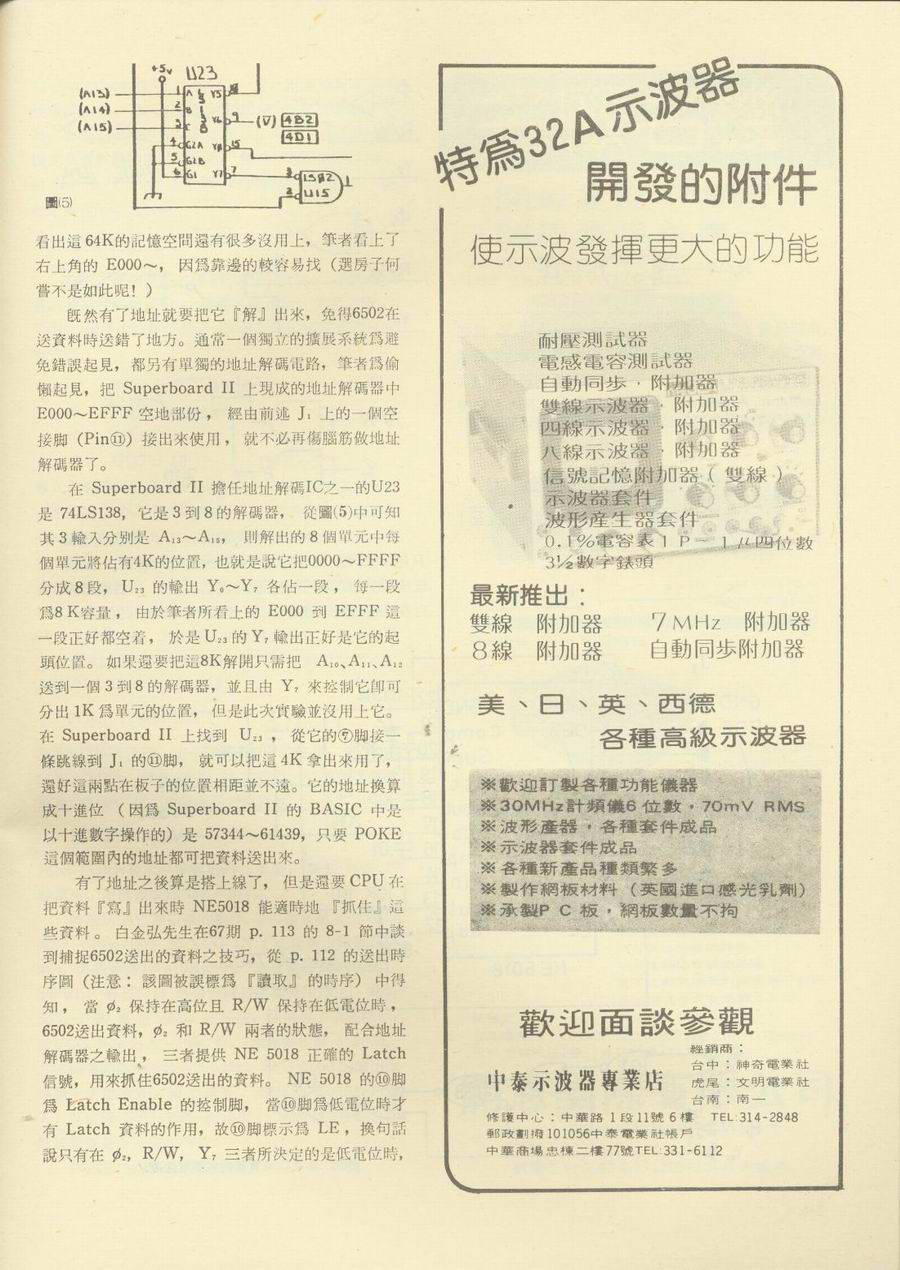 +5v U23
(A13) 1 A Y5
(A14) 2 B Y6 9 (V) 4B2
(A15) 3 C 4D1
4 G2A Y0 15
5 G2B
6 G1 Y7 7
LS02
U15
圖(5)
看出這 64K的記憶空間還有很多沒用上，筆者看上了
右上角的 E000～，因爲靠邊的較容易找（選房子何
嘗不是如此呢！）
旣然有了地址就要把它『解』出來，免得6502在
送資料時送錯了地方。通常一個獨立的擴展系統爲避
免錯誤起見，都另有單獨的地址解碼電路，筆者爲偷
懶起見，把 Superboard II 上現成的地址解碼器中
E000～EFFF 空地部份，經由前述 J₁ 上的一個空
接脚（Pin⑪）接出來使用，就不必再傷腦筋做地址
解碼器了。
在 Superboard II 擔任地址解碼IC之一的U23
是 74LS138，它是3到8的解碼器，從圖(5)中可知
其3輸入分別是 A₁₃～A₁₅，則解出的8個單元中每
個單元將佔有4K的位置，也就是說它把0000～FFFF
分成8段，U₂₃ 的輸出 Y₀～Y₇ 各佔一段，每一段
爲8K容量，由於筆者所看上的 E000 到 EFFF 這
一段正好都空着，於是U₂₃的Y₇輸出正好是它的起
頭位置。如果還要把這8K解開只需把 A₁₀、A₁₁、A₁₂
送到一個3到8的解碼器，並且由 Y₇ 來控制它卽可
分出1K爲單元的位置，但是此次實驗並沒用上它。
在 Superboard II 上找到 U₂₃，從它的⑦脚接一
條跳線到 J₁ 的⑪脚，就可以把這4K拿出來用了，
還好這兩點在板子的位置相距並不遠。它的地址換算
成十進位（因爲 Superboard II 的 BASIC 中是
以十進數字操作的）是 57344～61439，只要 POKE
這個範圍內的地址都可把資料送出來。
有了地址之後算是搭上線了，但是還要CPU在
把資料『寫』出來時 NE5018 能適時地『抓住』這
些資料。白金弘先生在67期 p. 113 的 8-1 節中談
到捕捉6502送出的資料之技巧，從 p. 112 的送出時
序圖（注意：該圖被誤標爲『讀取』的時序）中得
知，當 ø₂ 保持在高位且 R/W 保持在低電位時，
6502送出資料，ø₂ 和 R/W 兩者的狀態，配合地址
解碼器之輸出，三者提供 NE 5018 正確的 Latch
信號，用來抓住6502送出的資料。 NE 5018 的⑩脚
爲 Latch Enable 的控制脚，當⑩脚爲低電位時才
有 Latch 資料的作用，故⑩脚標示爲 LE，換句話
說只有在 ø₂，R/W，Y₇三者所決定的是低電位時，
特爲32A示波器
開發的附件
使示波發揮更大的功能
耐壓測試器
電感電容測試器
自動同步．附加器
雙線示波器．附加器
四線示波器．附加器
八線示波器．附加器
信號記憶附加器（雙線）
示波器套件
波形產生器套件
0.1%電容表1P—1μ四位數
3½數字錶頭
最新推出：
雙線 附加器 7MHz 附加器
8線 附加器 自動同步附加器
美、日、英、西德
各種高級示波器
※歡迎訂製各種功能儀器
※30MHz計頻儀6位數，70mV RMS
※波形產器，各種套件成品
※示波器套件成品
※各種新產品種類繁多
※製作網板材料（英國進口感光乳劑）
※承製PC板，網板數量不拘
歡迎面談參觀
經銷商：
台中：神奇電業社
中泰示波器專業店 虎尾：文明電業社
台南：南一
修護中心：中華路1段11號6樓 TEL:314-2848
郵政劃撥101056中泰電業社帳戶
中華商場忠棟二樓77號TEL:331-6112